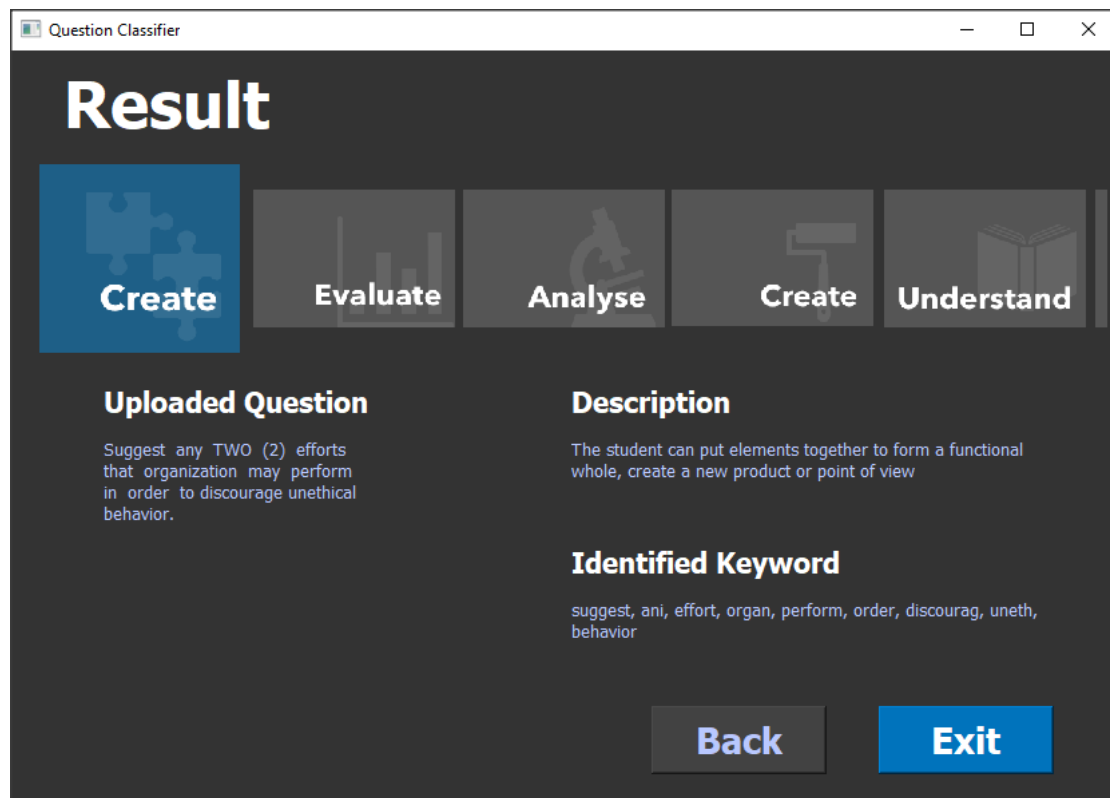 Question Classifier
Result
Create
Evaluate
Analyse
Create
Understand
Uploaded Question
Suggest any TWO (2) efforts
that organization may perform
in order to discourage unethical
behavior.
Description
The student can put elements together to form a functional
whole, create a new product or point of view
Identified Keyword
suggest, ani, effort, organ, perform, order, discourag, uneth,
behavior
Back
Exit